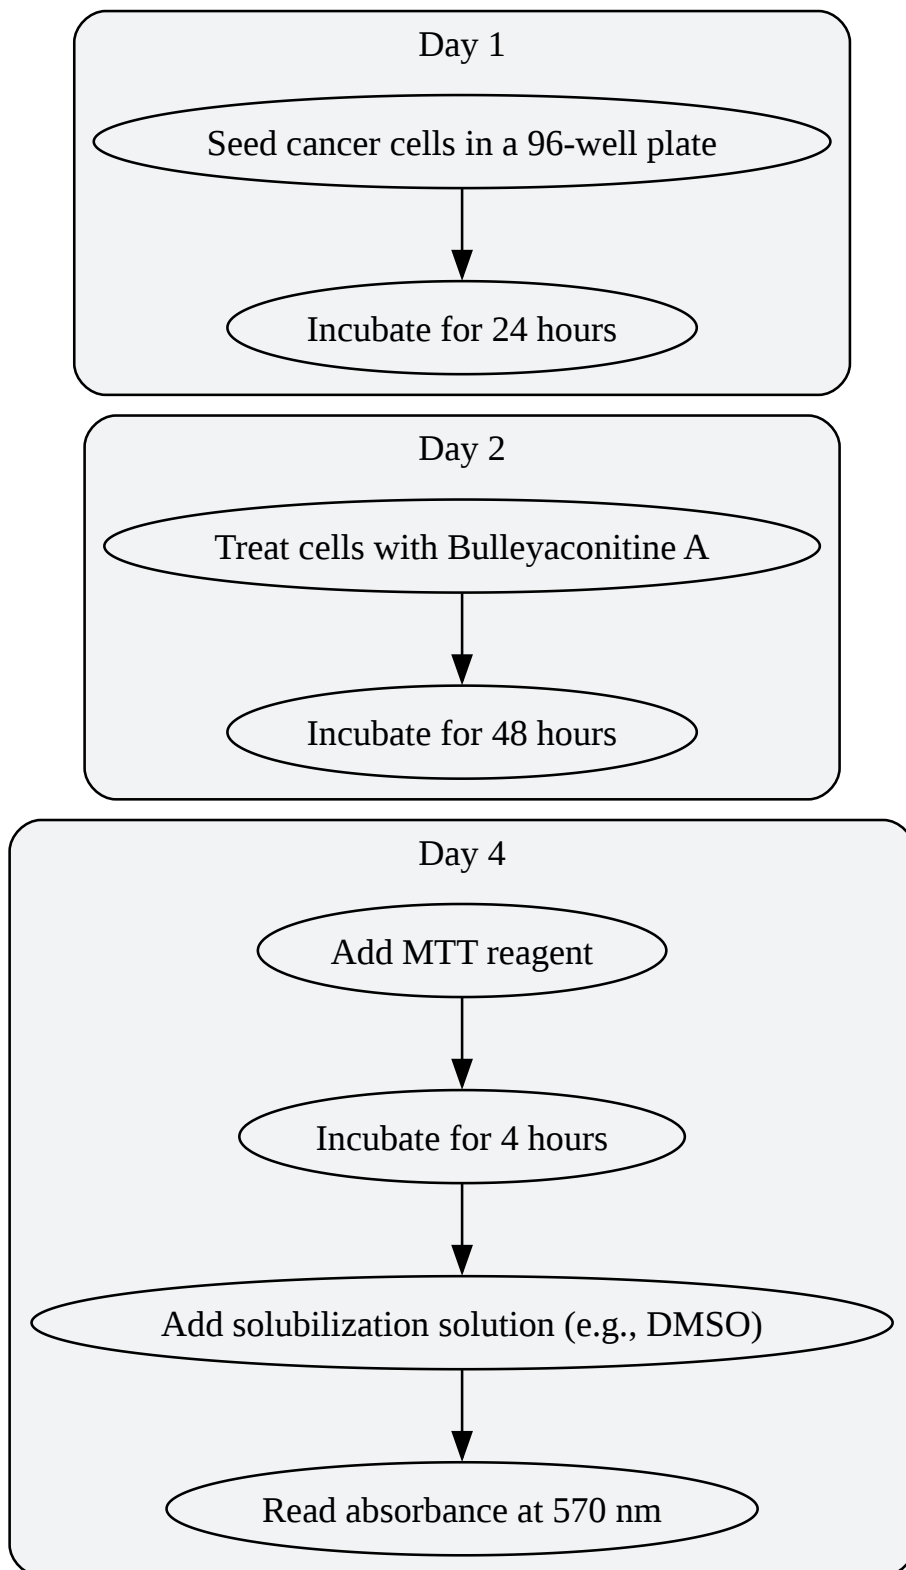 Day 1
Seed cancer cells in a 96-well plate
Incubate for 24 hours
Day 2
Treat cells with Bulleyaconitine A
Incubate for 48 hours
Day 4
Add MTT reagent
Incubate for 4 hours
Add solubilization solution (e.g., DMSO)
Read absorbance at 570 nm